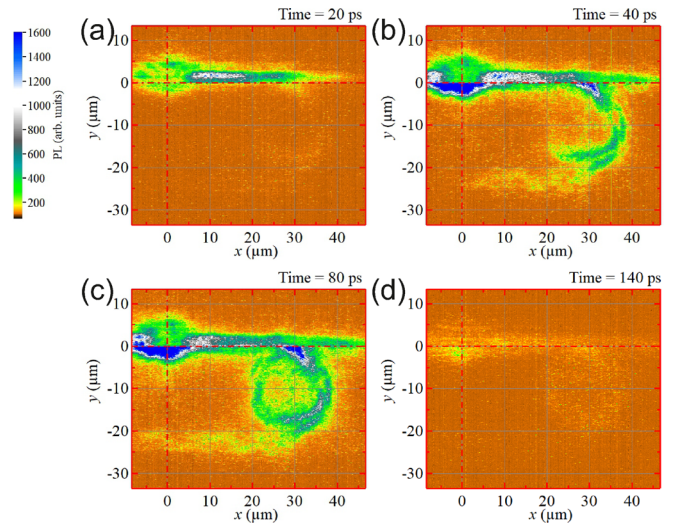 (a) Time = 20 ps
(b) Time = 40 ps
1600
1400
1200
1000
800
600
400
200
PL (arb. units)
10
0
-10
-20
-30
y (µm)
0 10 20 30 40
x (µm)
10
0
-10
-20
-30
y (µm)
0 10 20 30 40
x (µm)
(c) Time = 80 ps
(d) Time = 140 ps
10
0
-10
-20
-30
y (µm)
0 10 20 30 40
x (µm)
10
0
-10
-20
-30
y (µm)
0 10 20 30 40
x (µm)